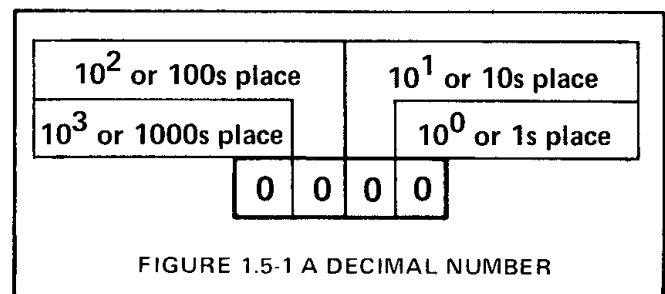 10² or 100s place 10¹ or 10s place
10³ or 1000s place 10⁰ or 1s place
0 0 0 0
FIGURE 1.5-1 A DECIMAL NUMBER